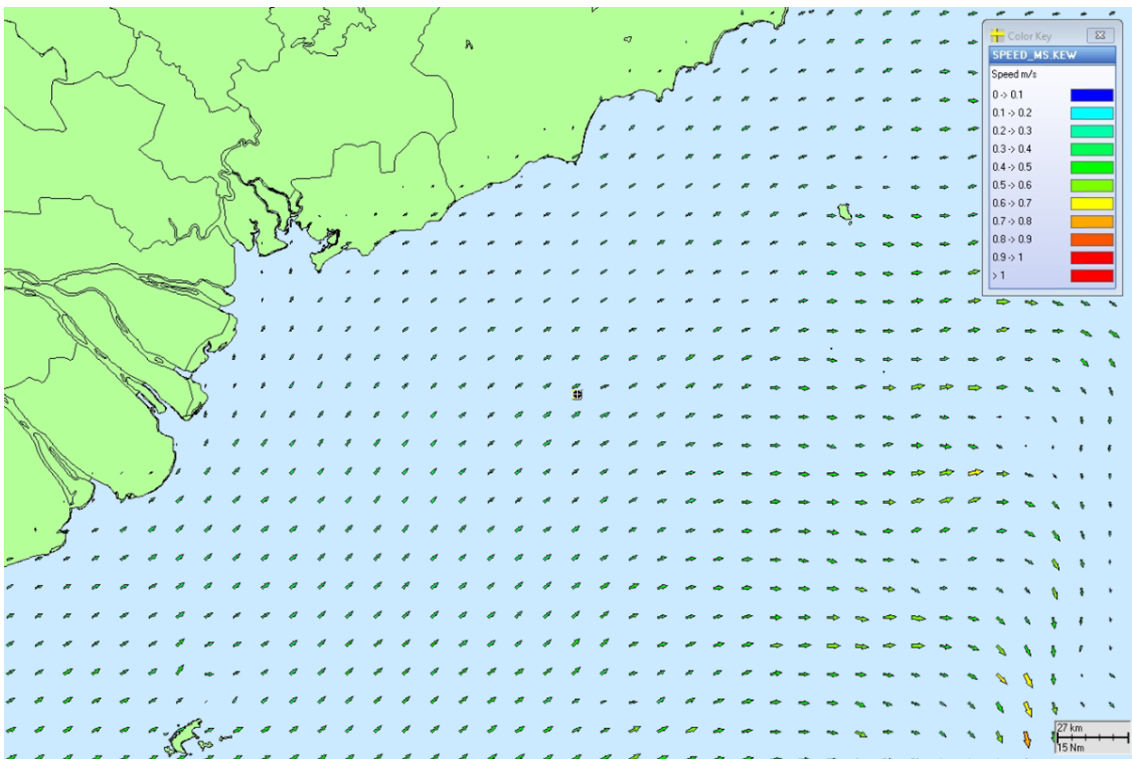 Color Key
SPEED_MS.KEW
Speed m/s
0 -> 0.1
0.1 -> 0.2
0.2 -> 0.3
0.3 -> 0.4
0.4 -> 0.5
0.5 -> 0.6
0.6 -> 0.7
0.7 -> 0.8
0.8 -> 0.9
0.9 -> 1
> 1
27 km
15 Nm